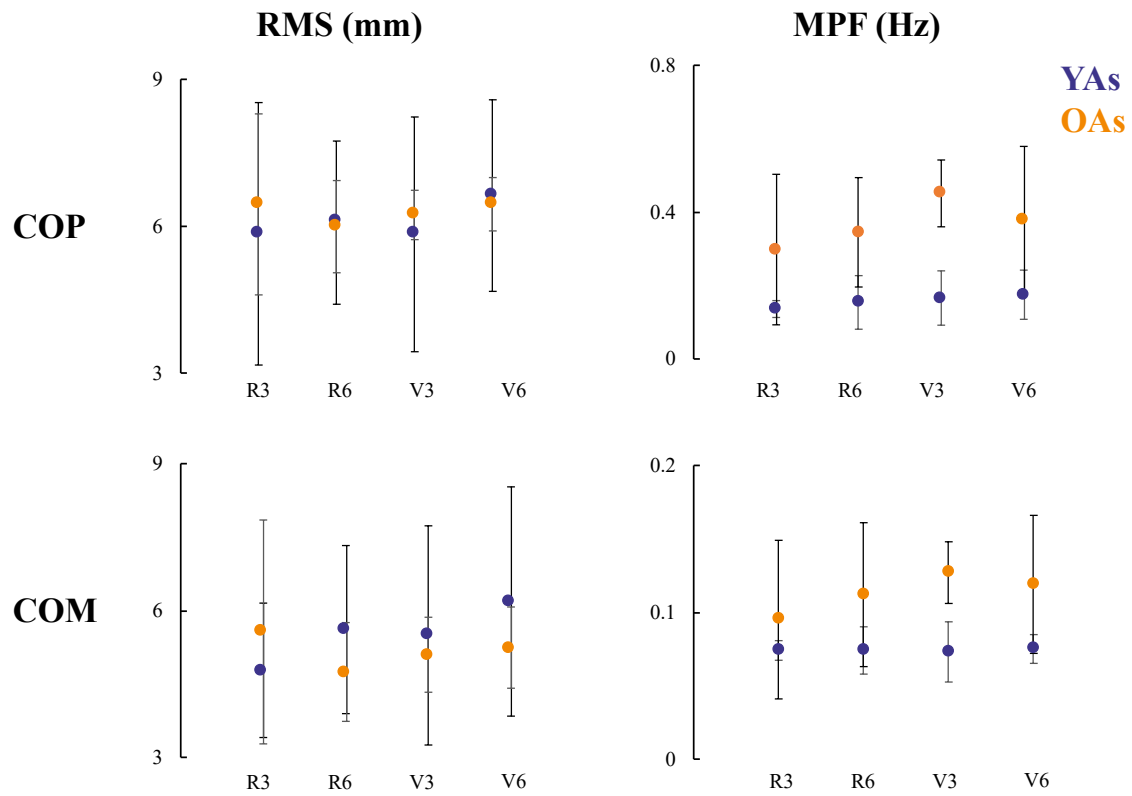 RMS (mm)
MPF (Hz)
YAs
OAs
COP
9
6
3
R3 R6 V3 V6
0.8
0.4
0
R3 R6 V3 V6
COM
9
6
3
R3 R6 V3 V6
0.2
0.1
0
R3 R6 V3 V6